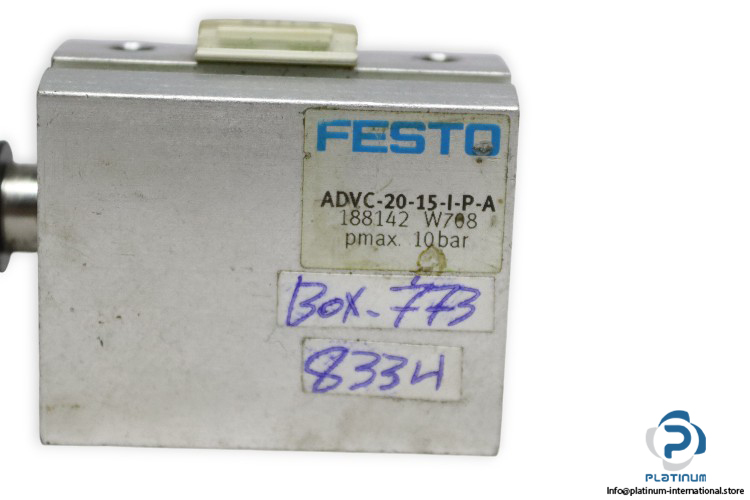 FESTO
ADVC-20-15-I-P-A
188142 W708
pmax. 10bar
Box-773
8334
PLATINUM
Info@platinum-international.store